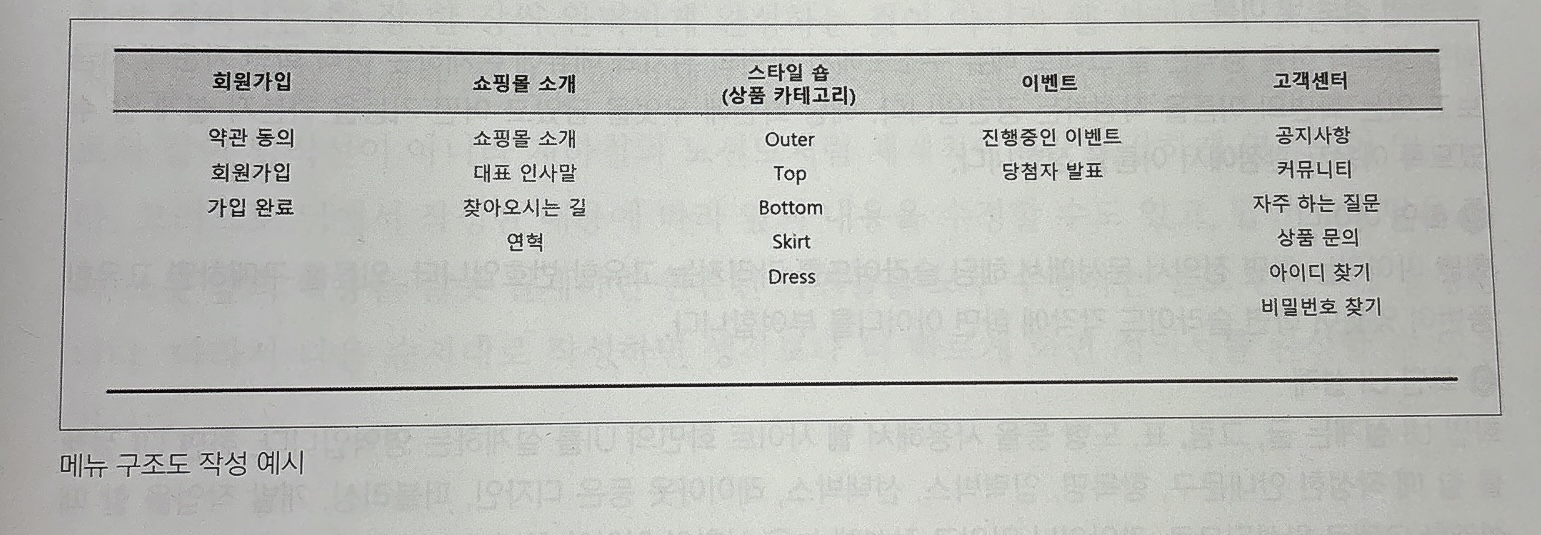 회원가입 쇼핑몰 소개 스타일 숍 (상품 카테고리) 이벤트 고객센터
약관 동의 쇼핑몰 소개 Outer 진행중인 이벤트 공지사항
회원가입 대표 인사말 Top 당첨자 발표 커뮤니티
가입 완료 찾아오시는 길 Bottom 자주 하는 질문
연혁 Skirt 상품 문의
Dress 아이디 찾기
비밀번호 찾기
메뉴 구조도 작성 예시